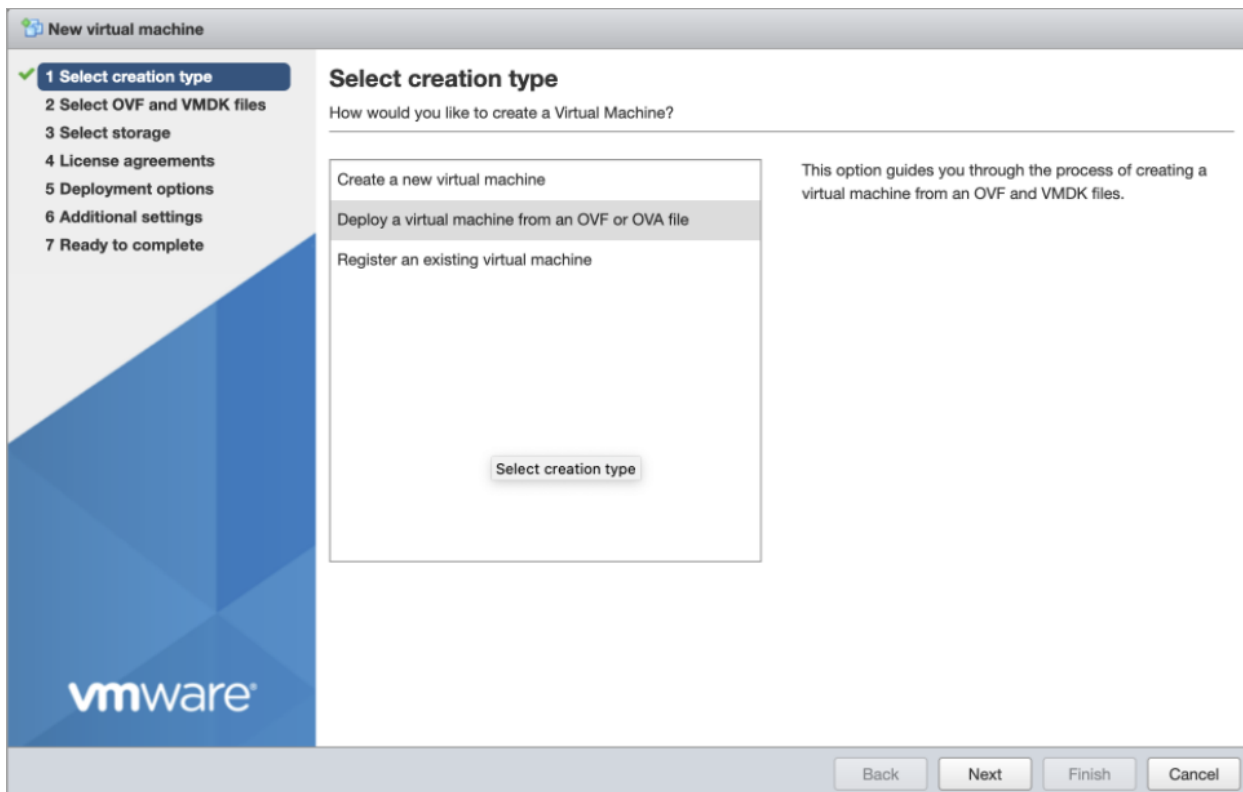 New virtual machine
1 Select creation type
2 Select OVF and VMDK files
3 Select storage
4 License agreements
5 Deployment options
6 Additional settings
7 Ready to complete
vmware®
Select creation type
How would you like to create a Virtual Machine?
Create a new virtual machine
Deploy a virtual machine from an OVF or OVA file
Register an existing virtual machine
Select creation type
This option guides you through the process of creating a
virtual machine from an OVF and VMDK files.
Back
Next
Finish
Cancel